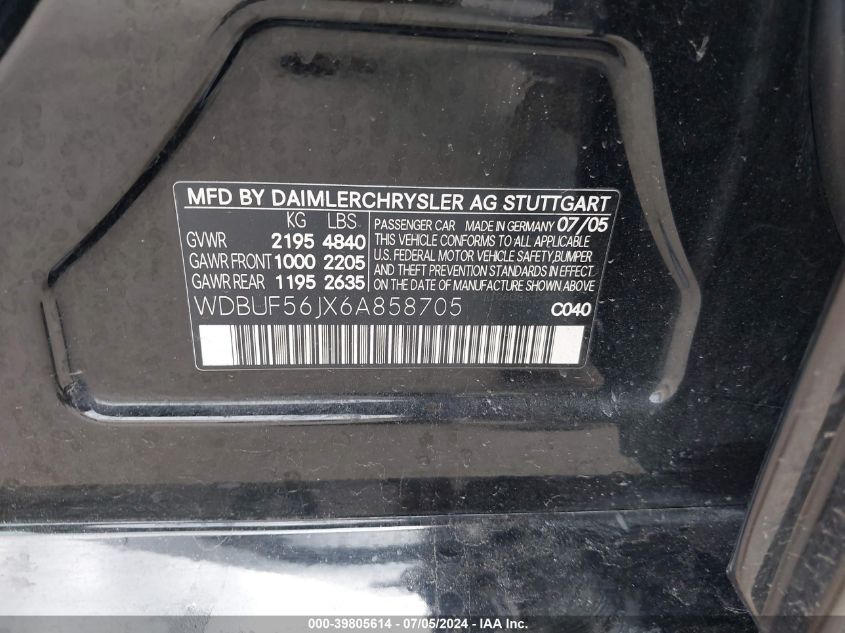 MFD BY DAIMLERCHRYSLER AG STUTTGART
KG LBS
GVWR 2195 4840
GAWR FRONT 1000 2205
GAWR REAR 1195 2635
PASSENGER CAR MADE IN GERMANY 07/05
THIS VEHICLE CONFORMS TO ALL APPLICABLE
U.S. FEDERAL MOTOR VEHICLE SAFETY,BUMPER
AND THEFT PREVENTION STANDARDS IN EFFECT
ON THE DATE OF MANUFACTURE SHOWN ABOVE.
WDBUF56JX6A858705 C040
000-39805614 / 07/05/2024 - IAA Inc.